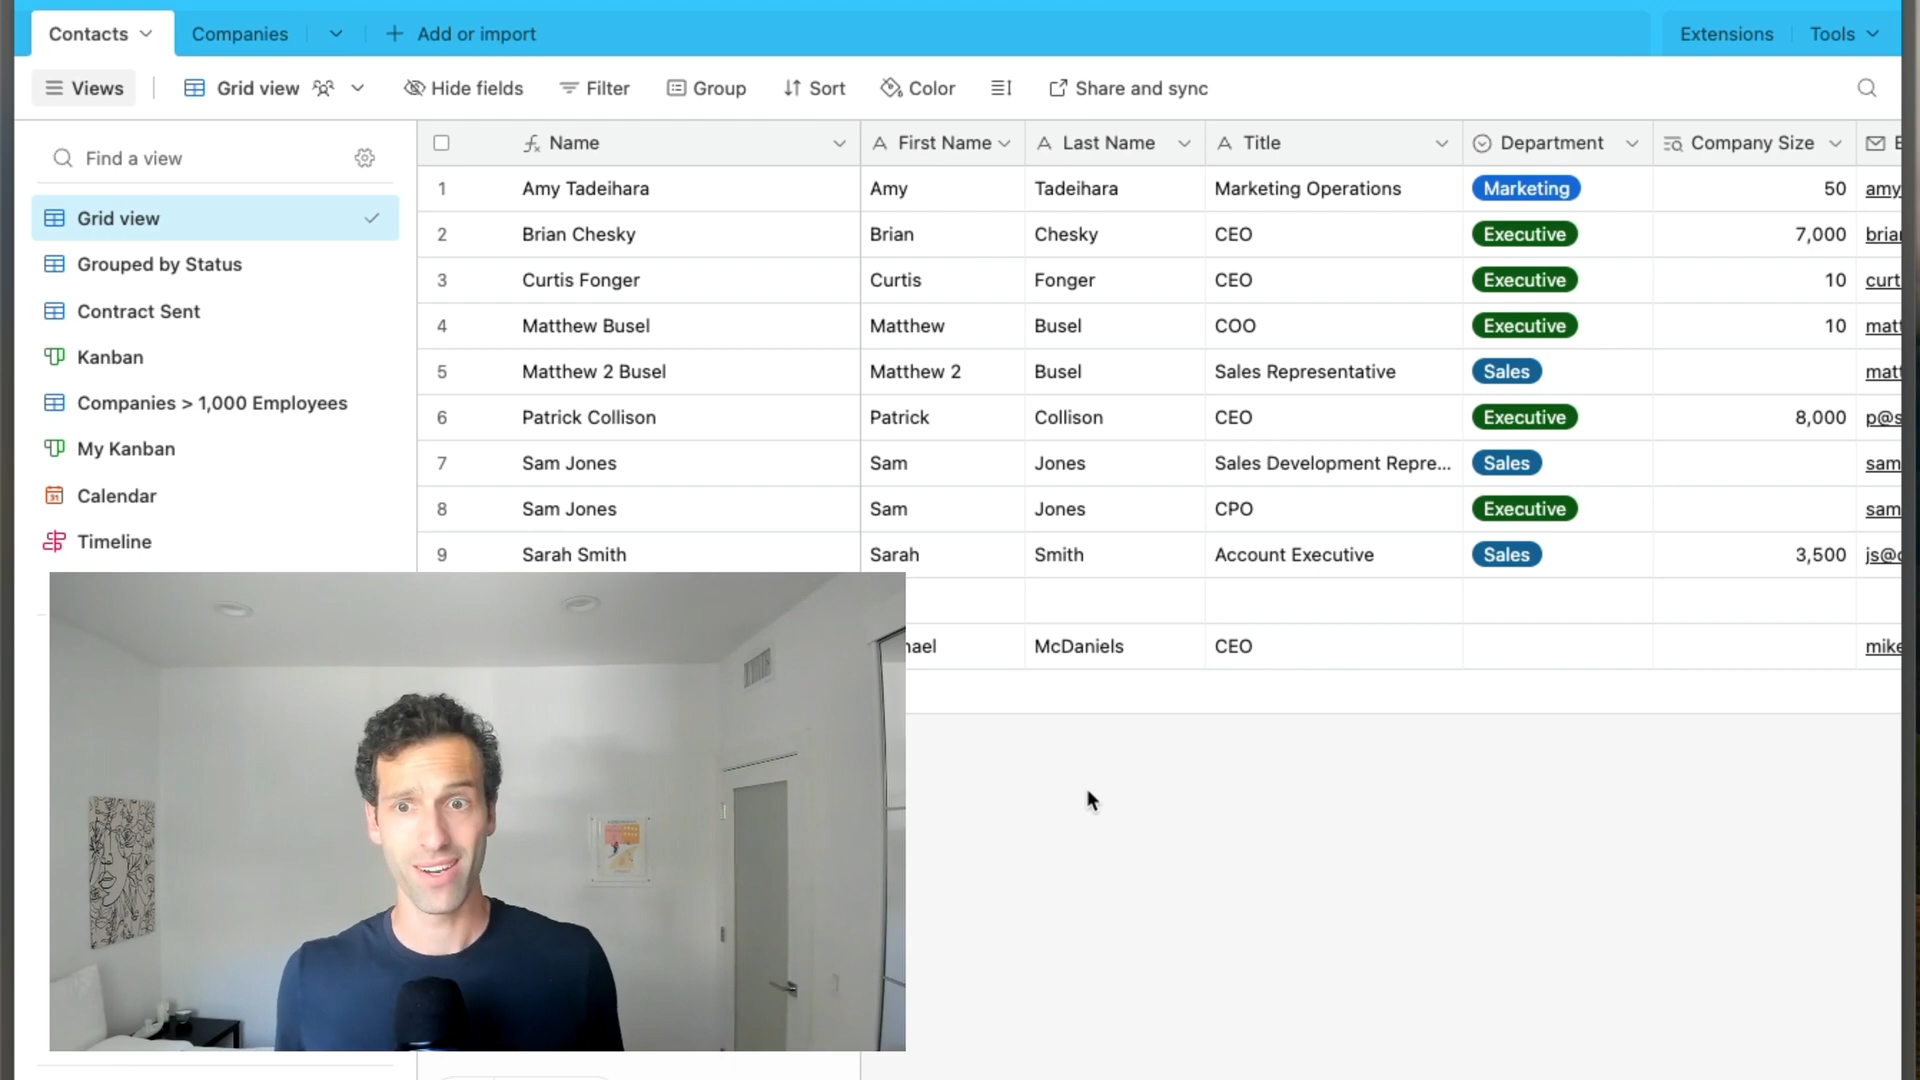 Contacts
Companies
Add or import
Extensions
Tools
Views
Grid view
Hide fields
Filter
Group
Sort
Color
Share and sync
Find a view
Grid view
Grouped by Status
Contract Sent
Kanban
Companies > 1,000 Employees
My Kanban
Calendar
Timeline
Name First Name Last Name Title Department Company Size
1 Amy Tadeihara Amy Tadeihara Marketing Operations Marketing 50 amy
2 Brian Chesky Brian Chesky CEO Executive 7,000 brian
3 Curtis Fonger Curtis Fonger CEO Executive 10 curt
4 Matthew Busel Matthew Busel COO Executive 10 matt
5 Matthew 2 Busel Matthew 2 Busel Sales Representative Sales matt
6 Patrick Collison Patrick Collison CEO Executive 8,000 p@s
7 Sam Jones Sam Jones Sales Development Repre... Sales sam
8 Sam Jones Sam Jones CPO Executive sam
9 Sarah Smith Sarah Smith Account Executive Sales 3,500 js@
hael McDaniels CEO mike